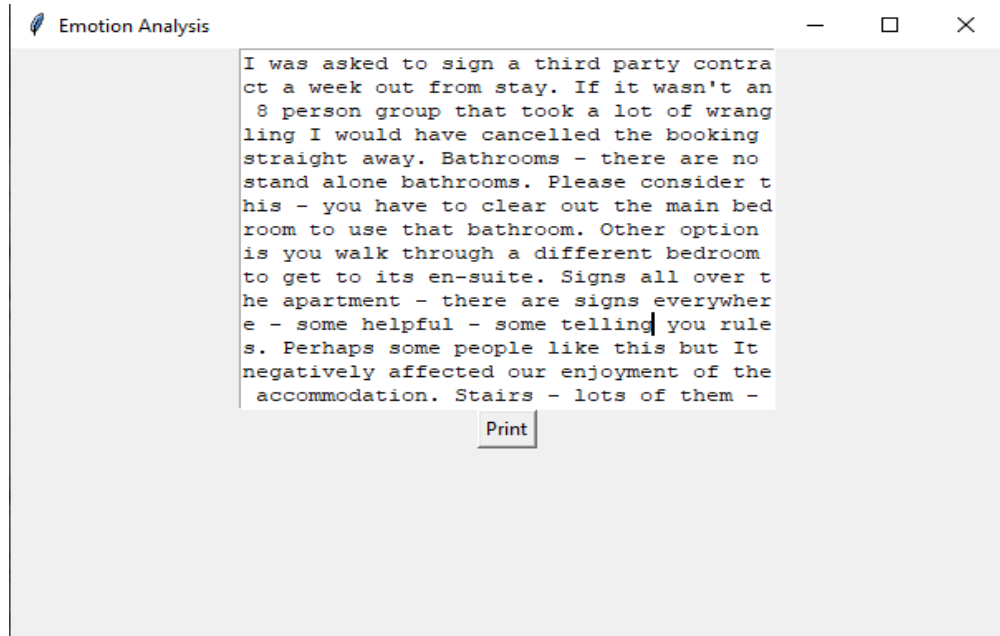 Emotion Analysis
I was asked to sign a third party contra
ct a week out from stay. If it wasn't an
 8 person group that took a lot of wrang
ling I would have cancelled the booking
straight away. Bathrooms - there are no
stand alone bathrooms. Please consider t
his - you have to clear out the main bed
room to use that bathroom. Other option
is you walk through a different bedroom
to get to its en-suite. Signs all over t
he apartment - there are signs everywher
e - some helpful - some telling you rule
s. Perhaps some people like this but It
negatively affected our enjoyment of the
 accommodation. Stairs - lots of them -
Print